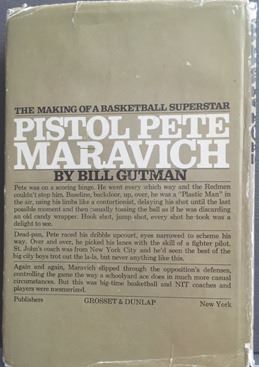 THE MAKING OF A BASKETBALL SUPERSTAR
PISTOL PETE
MARAVICH
BY BILL GUTMAN
Pete was on a scoring binge. He went every which way and the Redmen
couldn't stop him. Baseline, backdoor, up, over, he was a "Plastic Man" in
the air, using his limbs like a contortionist, delaying his shot until the last
possible moment and then casually tossing the ball as if he was discarding
an old candy wrapper. Hook shot, jump shot, every shot he took was a
delight to see.
Dead-pan, Pete raced his dribble upcourt, eyes narrowed to scheme his
way. Over and over, he picked his lanes with the skill of a fighter pilot.
St. John's coach was from New York City and he'd seen the best of the
big city boys trot out the la-la, but never anything like this.
Again and again, Maravich slipped through the opposition's defenses,
controlling the game the way a schoolyard ace does in much more casual
circumstances. But this was big-time basketball and NIT coaches and
players were mesmerized.
Publishers GROSSET & DUNLAP New York